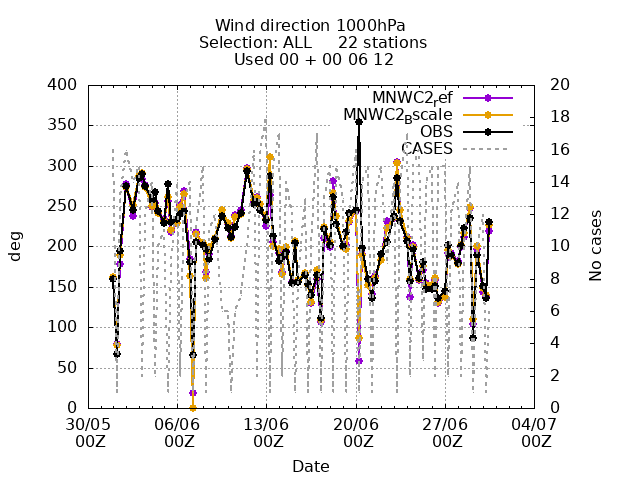 Wind direction 1000hPa
Selection: ALL 22 stations
Used 00 + 00 06 12
deg
No cases
400
350
300
250
200
150
100
50
0
20
18
16
14
12
10
8
6
4
2
0
MNWC2ref
MNWC2Bscale
OBS
CASES
30/05 06/06 13/06 20/06 27/06 04/07
00Z 00Z 00Z 00Z 00Z 00Z
Date